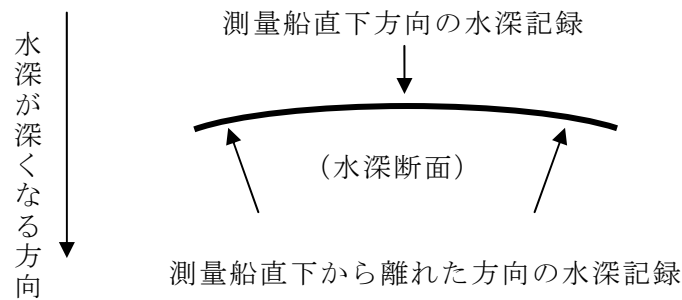 水深が深くなる方向
測量船直下方向の水深記録
（水深断面）
測量船直下から離れた方向の水深記録